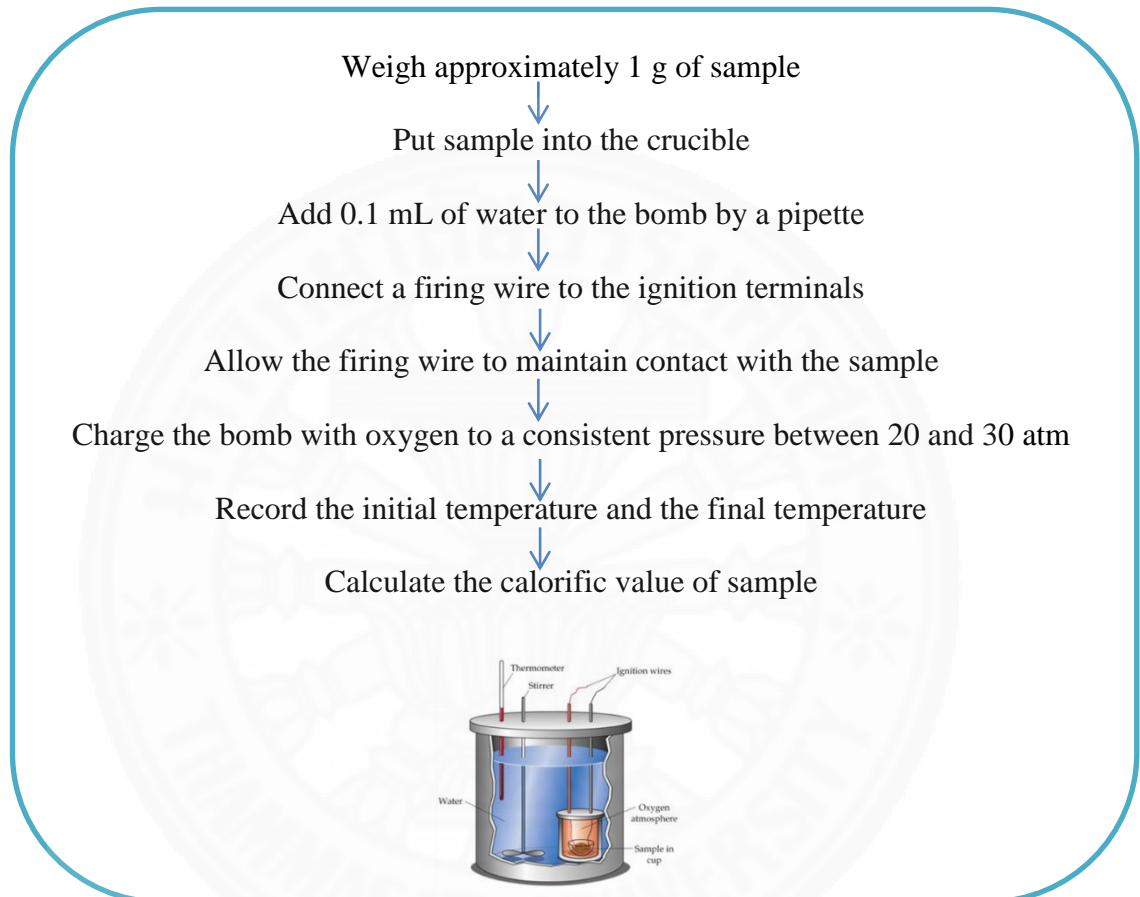 Weigh approximately 1 g of sample
Put sample into the crucible
Add 0.1 mL of water to the bomb by a pipette
Connect a firing wire to the ignition terminals
Allow the firing wire to maintain contact with the sample
Charge the bomb with oxygen to a consistent pressure between 20 and 30 atm
Record the initial temperature and the final temperature
Calculate the calorific value of sample
Thermometer
Ignition wires
Stirrer
Water
Oxygen
atmosphere
Sample in
cup